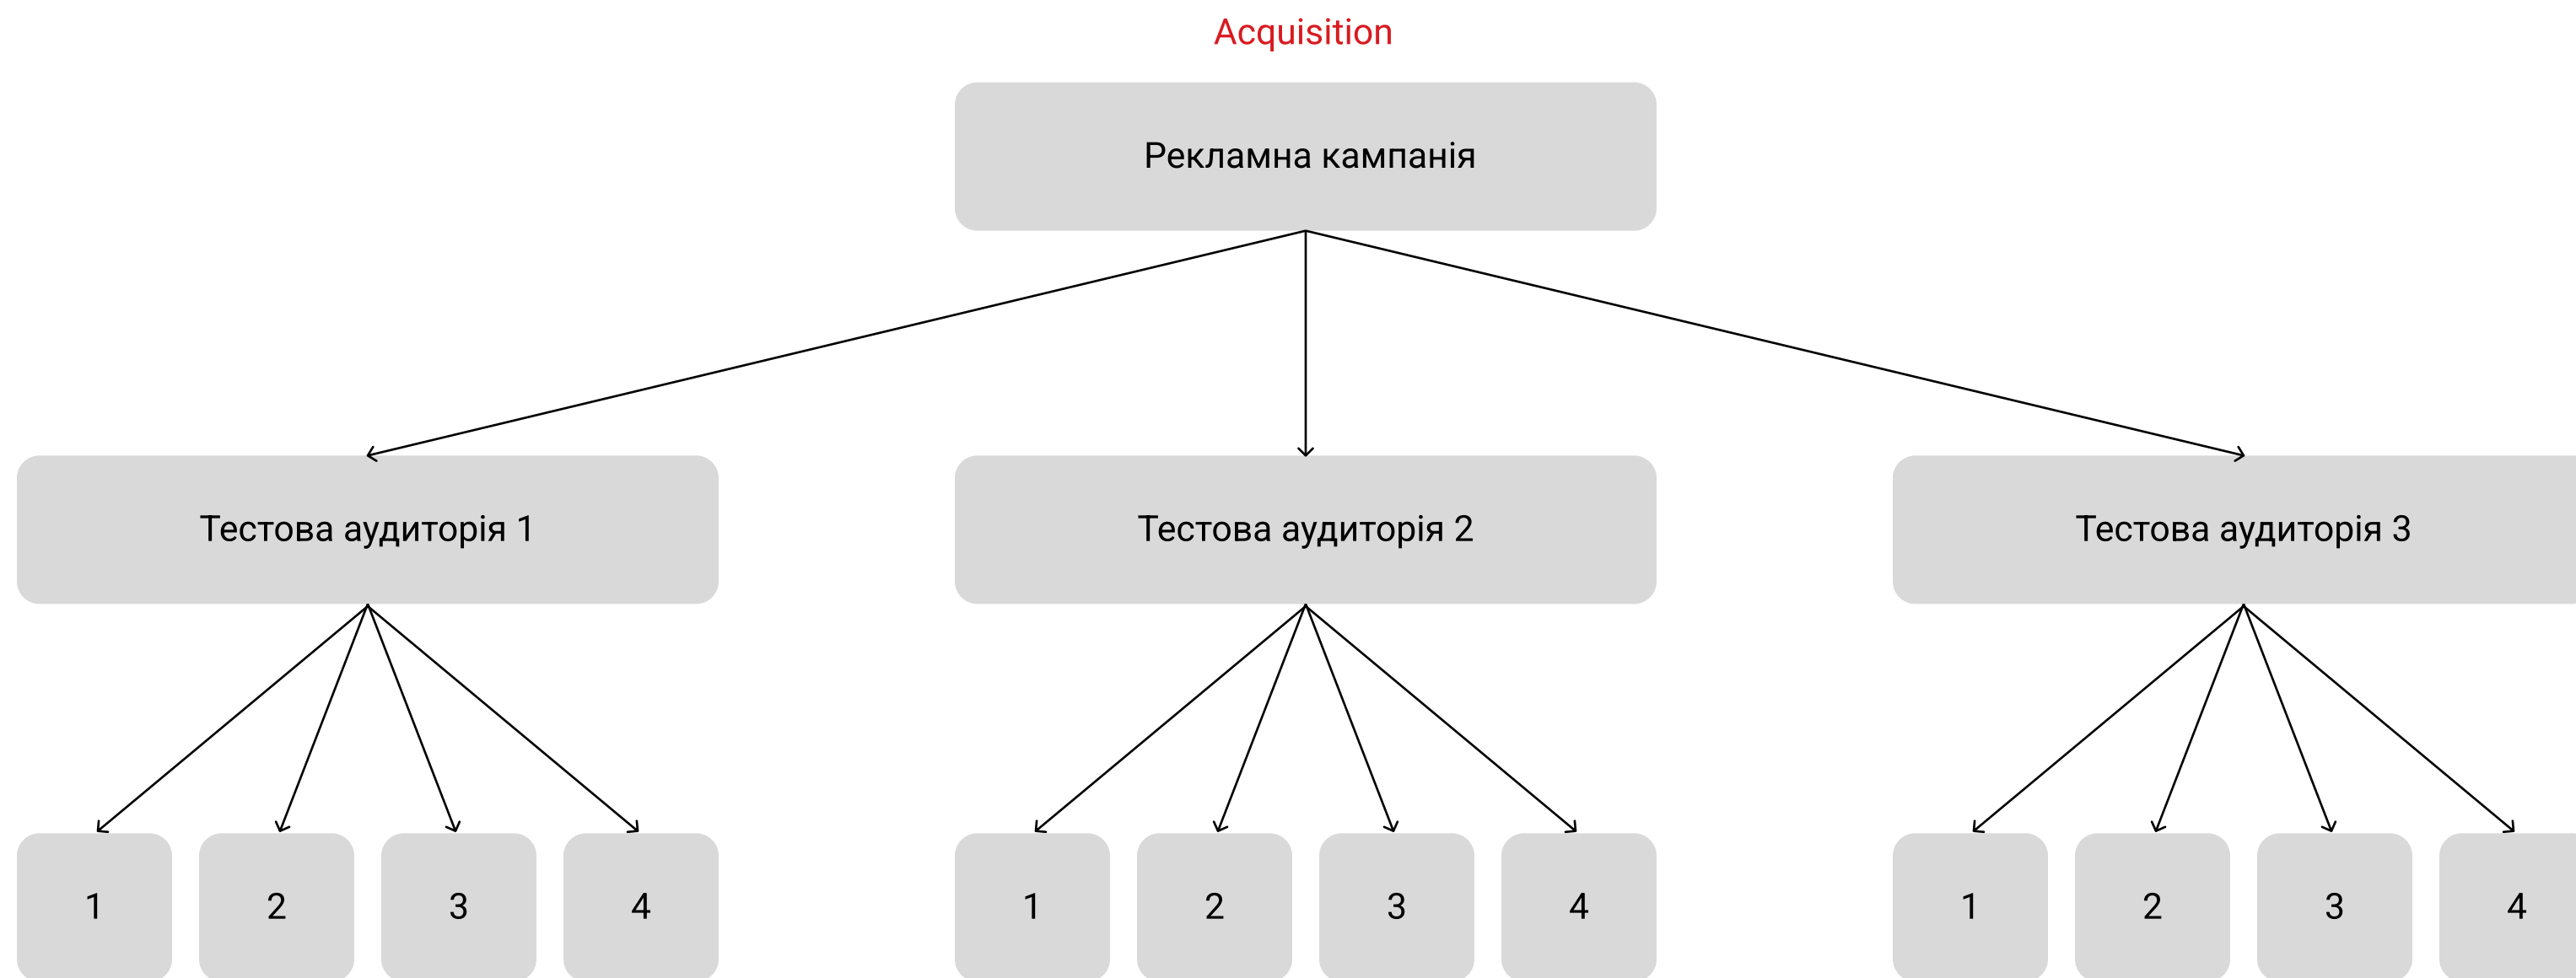 Acquisition
Рекламна кампанія
Тестова аудиторія 1
Тестова аудиторія 2
Тестова аудиторія 3
1 2 3 4
1 2 3 4
1 2 3 4